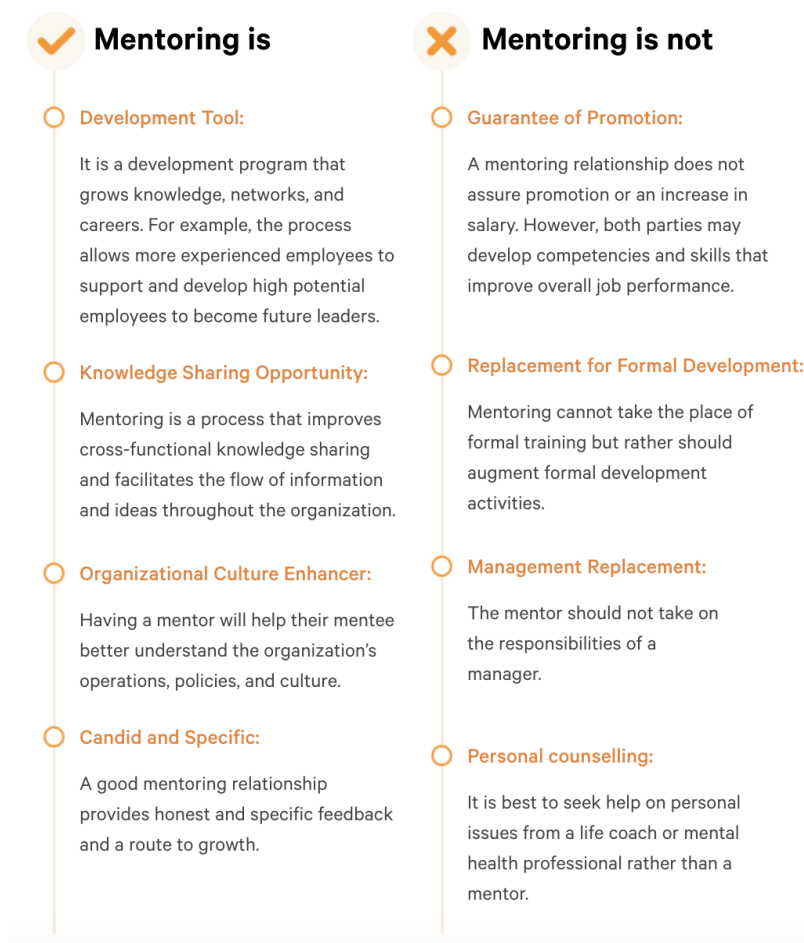 Mentoring is
Development Tool:
It is a development program that
grows knowledge, networks, and
careers. For example, the process
allows more experienced employees to
support and develop high potential
employees to become future leaders.
Knowledge Sharing Opportunity:
Mentoring is a process that improves
cross-functional knowledge sharing
and facilitates the flow of information
and ideas throughout the organization.
Organizational Culture Enhancer:
Having a mentor will help their mentee
better understand the organization’s
operations, policies, and culture.
Candid and Specific:
A good mentoring relationship
provides honest and specific feedback
and a route to growth.
Mentoring is not
Guarantee of Promotion:
A mentoring relationship does not
assure promotion or an increase in
salary. However, both parties may
develop competencies and skills that
improve overall job performance.
Replacement for Formal Development:
Mentoring cannot take the place of
formal training but rather should
augment formal development
activities.
Management Replacement:
The mentor should not take on
the responsibilities of a
manager.
Personal counselling:
It is best to seek help on personal
issues from a life coach or mental
health professional rather than a
mentor.